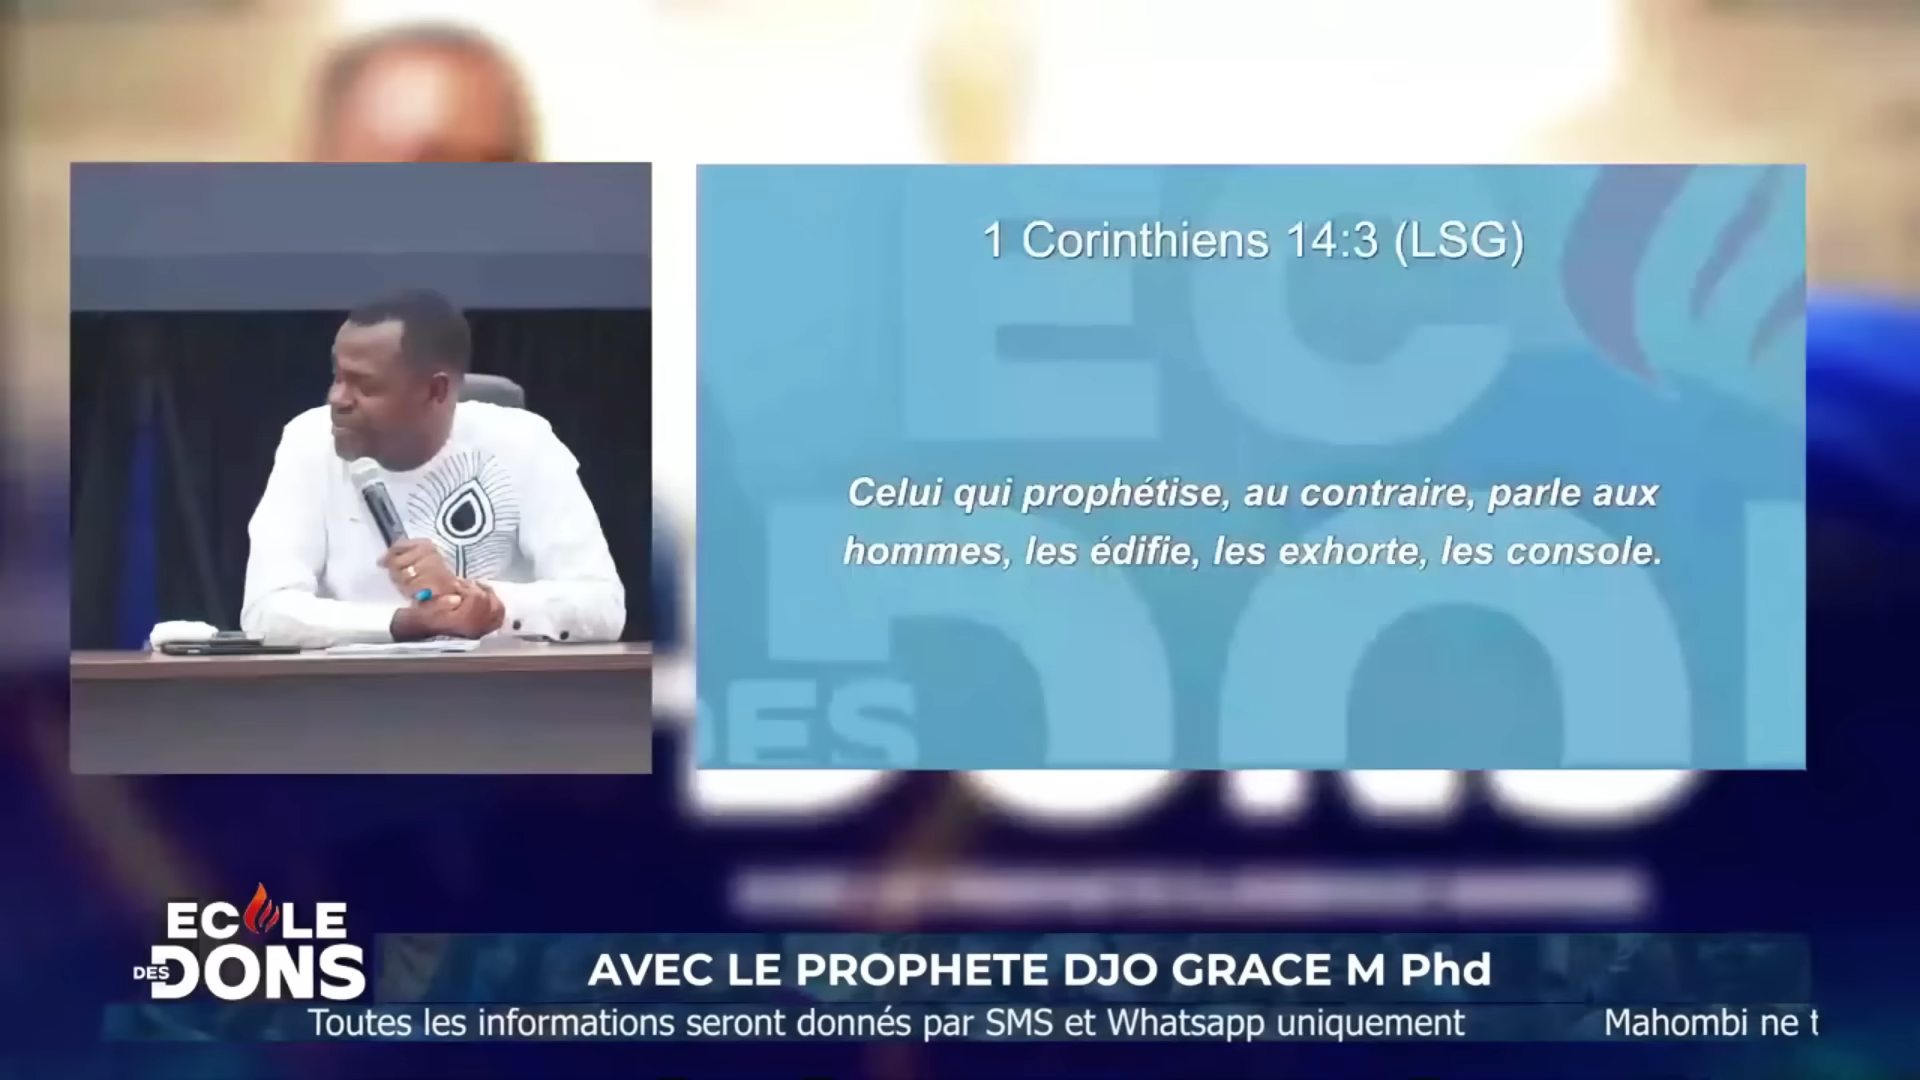 1 Corinthiens 14:3 (LSG)
Celui qui prophétise, au contraire, parle aux
hommes, les édifie, les exhorte, les console.
ECOLE
DES DONS
AVEC LE PROPHETE DJO GRACE M Phd
Toutes les informations seront donnés par SMS et Whatsapp uniquement Mahombi ne t